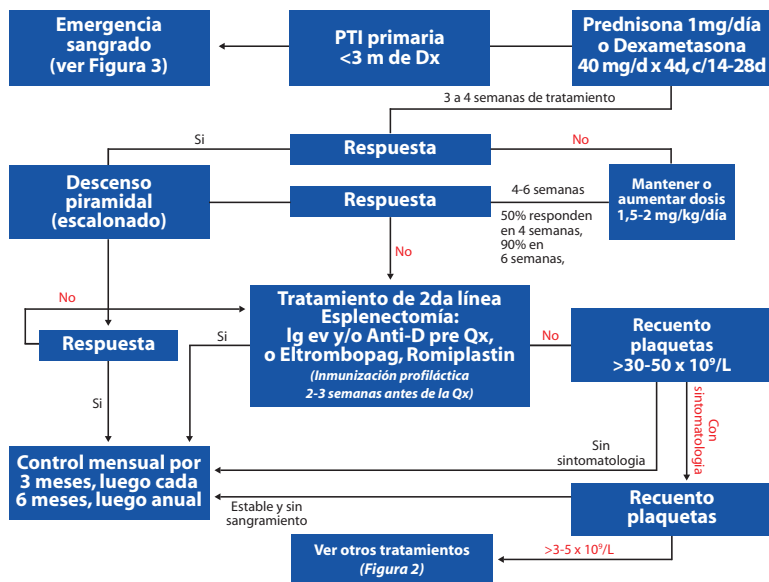 Emergencia
sangrado
(ver Figura 3)
PTI primaria
<3 m de Dx
Prednisona 1mg/día
o Dexametasona
40 mg/d x 4d, c/14-28d
3 a 4 semanas de tratamiento
Si
Respuesta
No
Descenso
piramidal
(escalonado)
Respuesta
4-6 semanas
50% responden
en 4 semanas,
90% en
6 semanas,
Mantener o
aumentar dosis
1,5-2 mg/kg/día
No
No
Respuesta
Si
Tratamiento de 2da línea
Esplenectomía:
Ig ev y/o Anti-D pre Qx,
o Eltrombopag, Romiplastin
(Inmunización profiláctica
2-3 semanas antes de la Qx)
No
Recuento
plaquetas
>30-50 x 10⁹/L
Si
Sin
sintomatologia
Con
sintomatologia
Control mensual por
3 meses, luego cada
6 meses, luego anual
Estable y sin
sangramiento
Recuento
plaquetas
Ver otros tratamientos
(Figura 2)
>3-5 x 10⁹/L